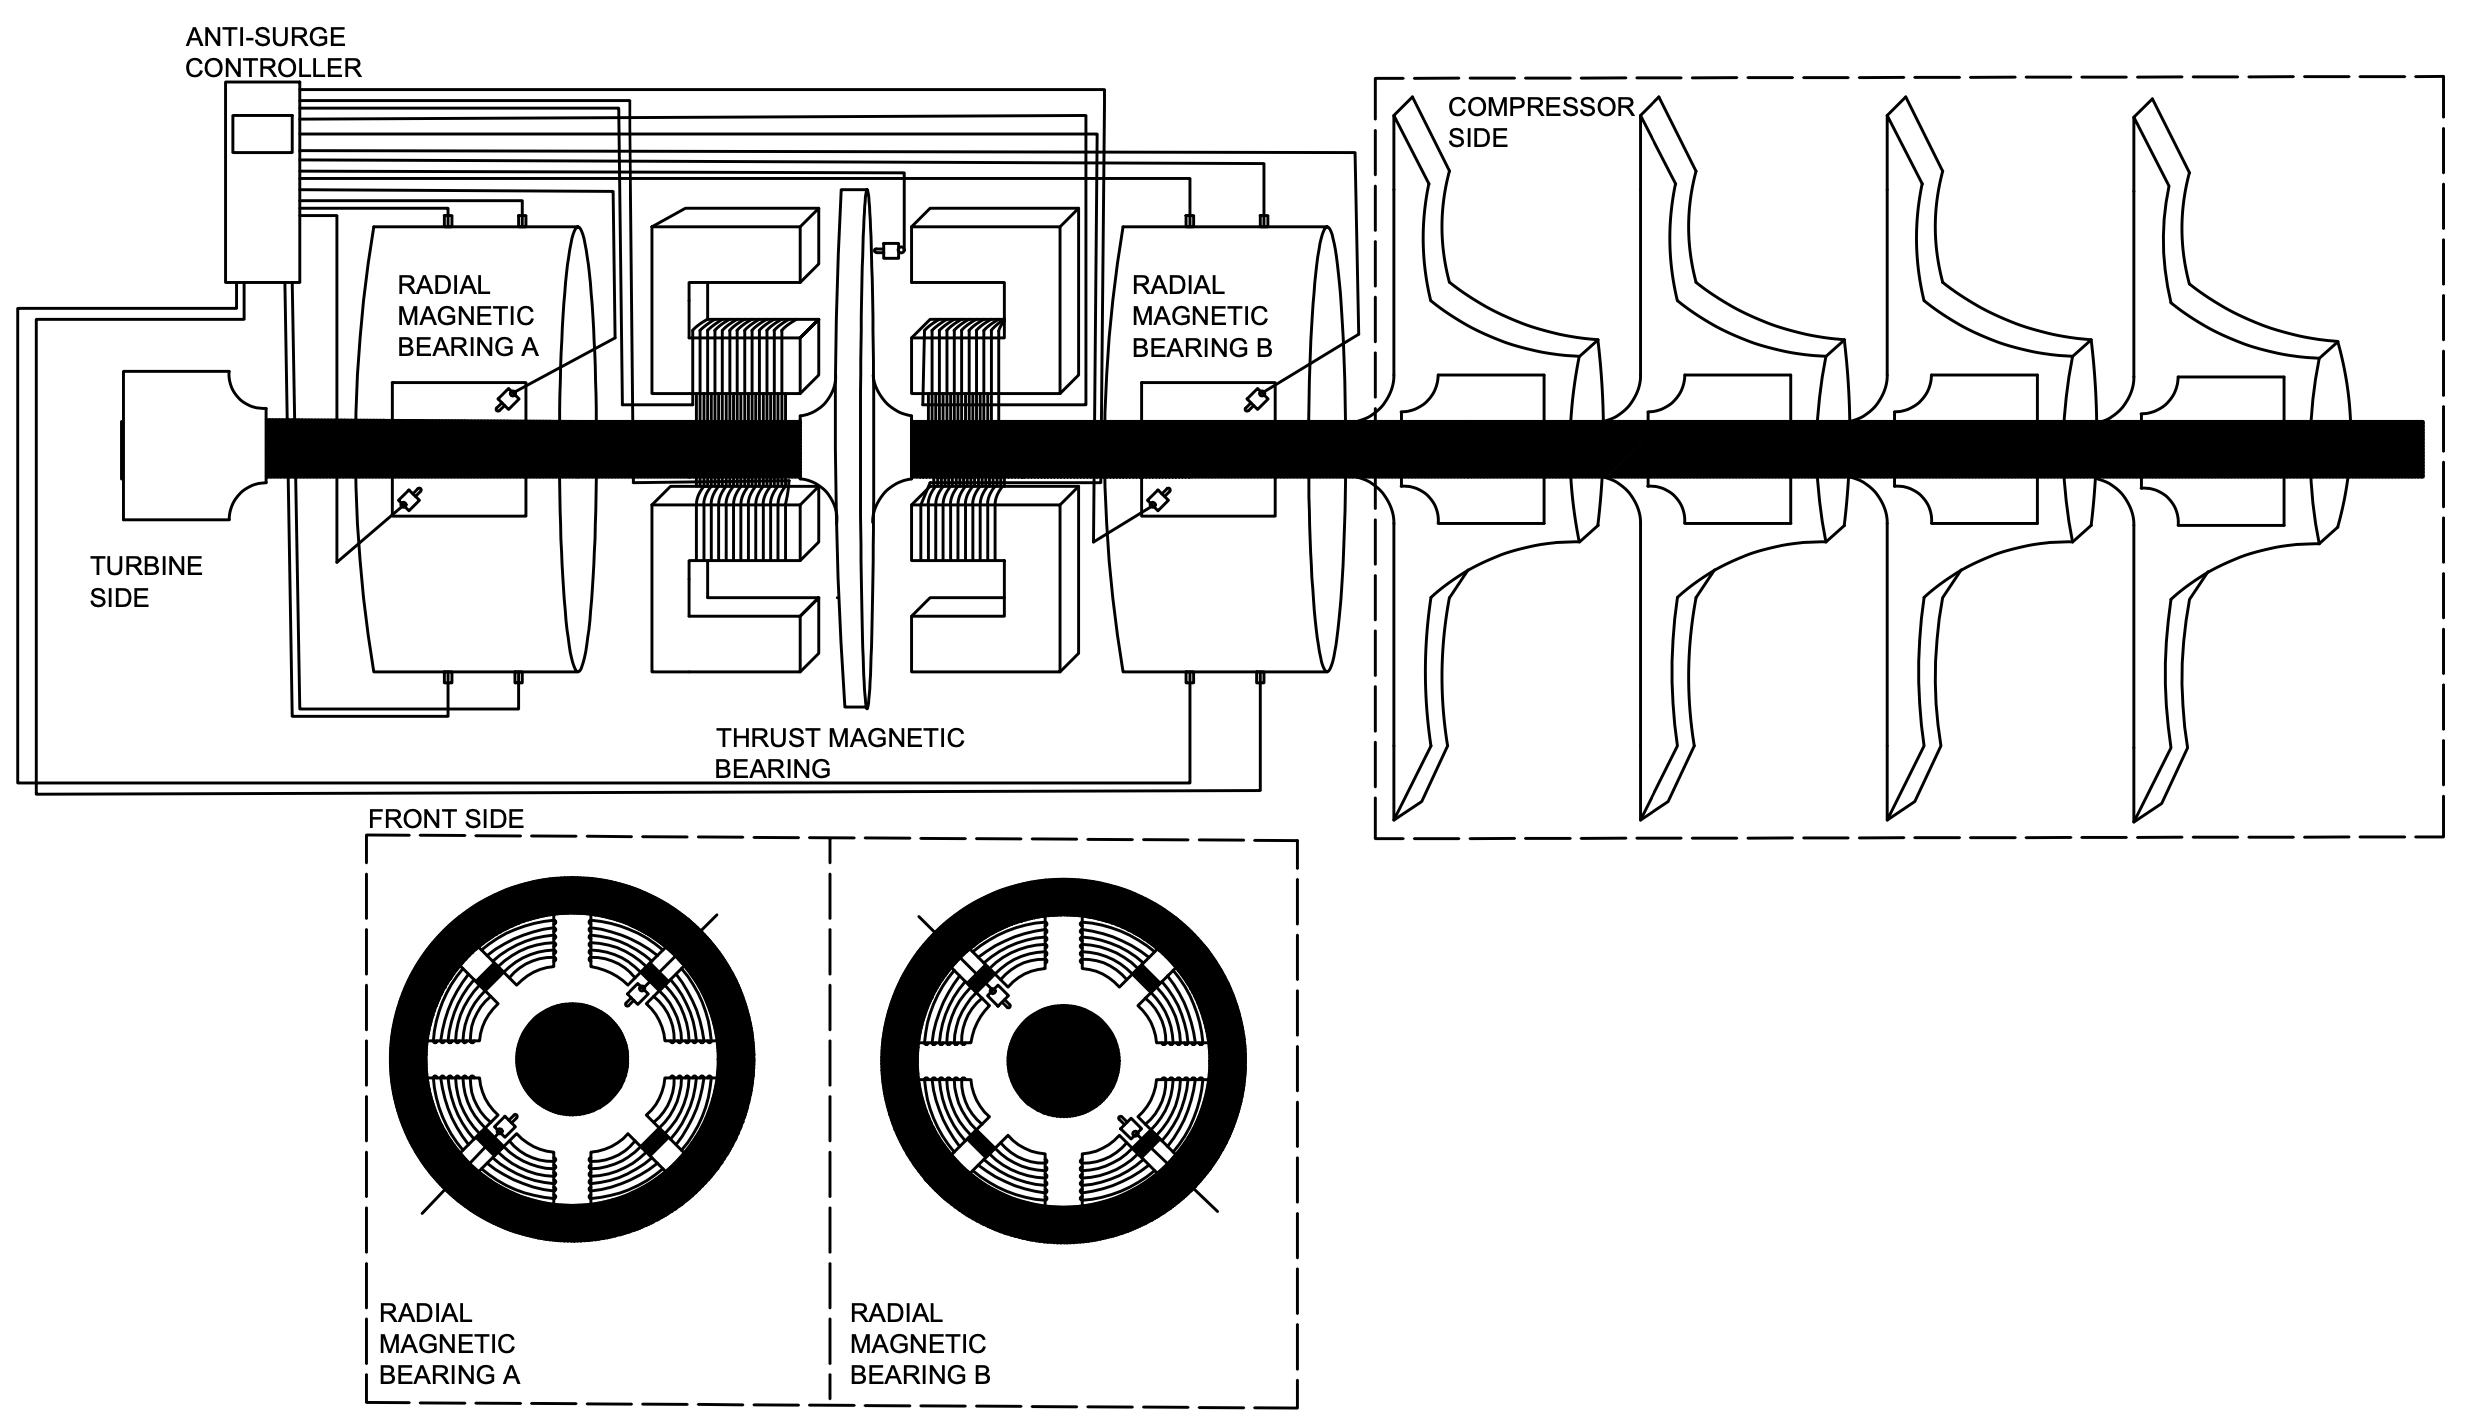 ANTI-SURGE
CONTROLLER
COMPRESSOR
SIDE
RADIAL
MAGNETIC
BEARING A
RADIAL
MAGNETIC
BEARING B
TURBINE
SIDE
THRUST MAGNETIC
BEARING
FRONT SIDE
RADIAL
MAGNETIC
BEARING A
RADIAL
MAGNETIC
BEARING B